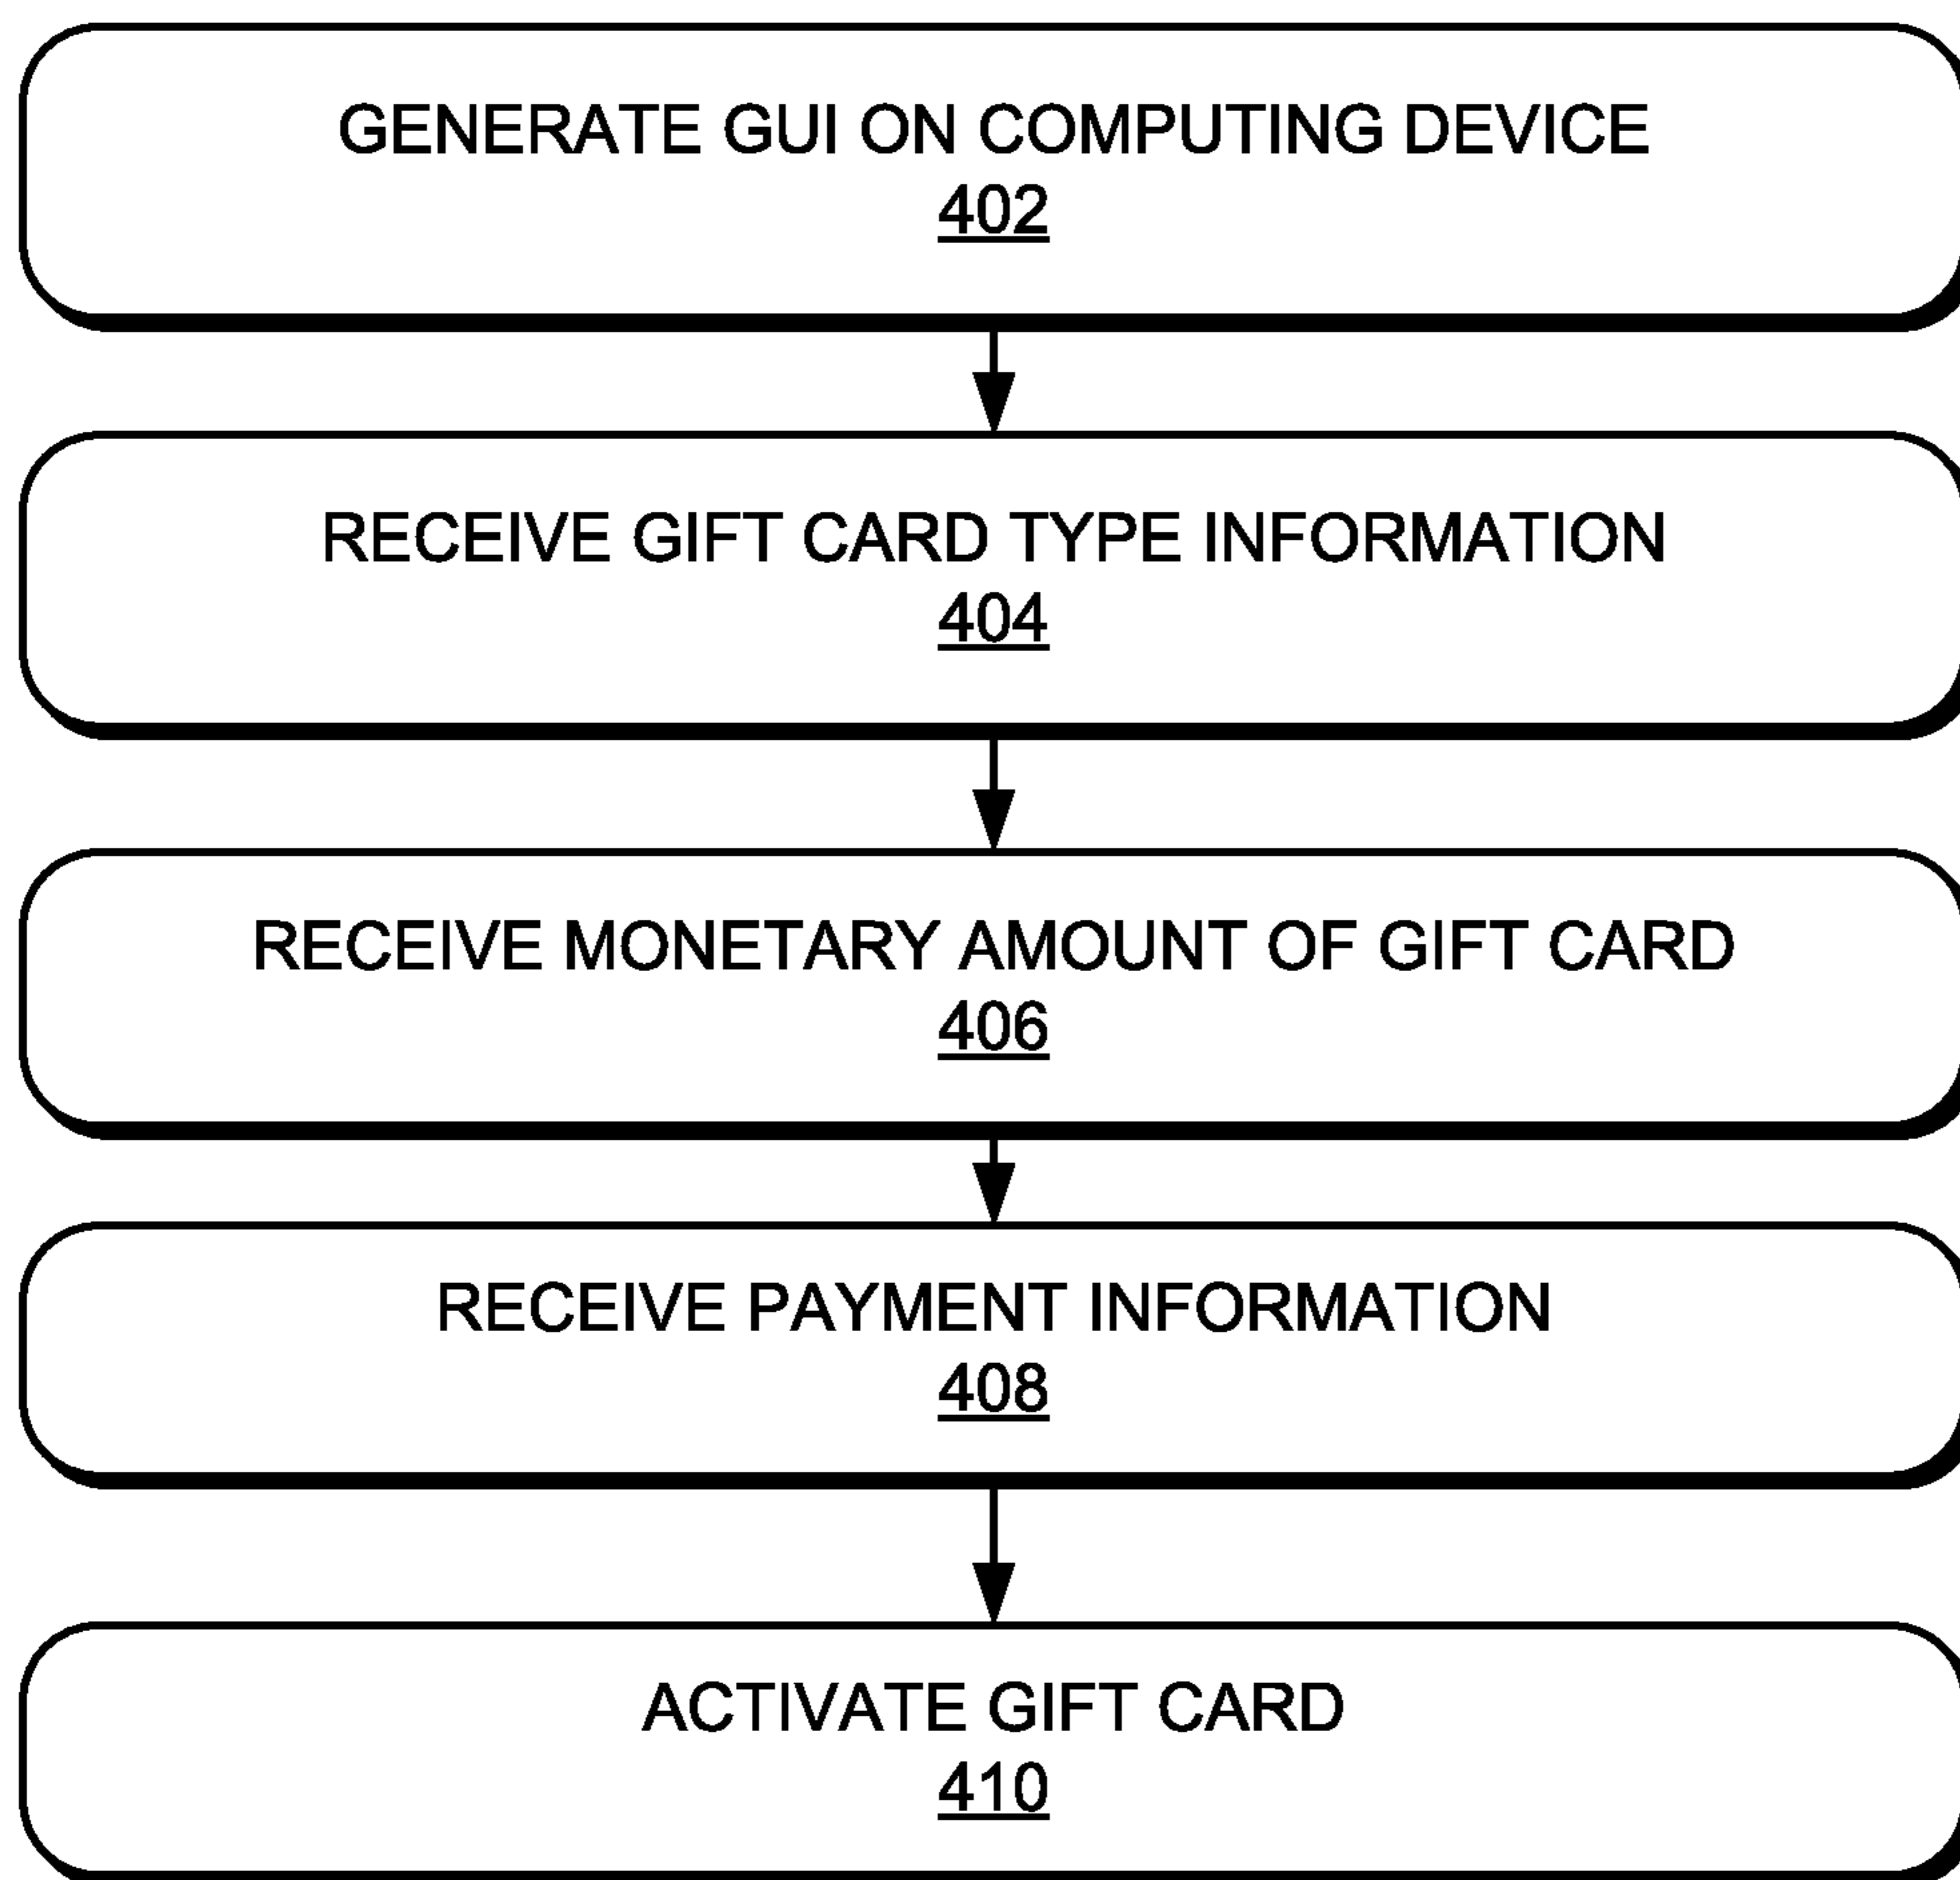 GENERATE GUI ON COMPUTING DEVICE
402
RECEIVE GIFT CARD TYPE INFORMATION
404
RECEIVE MONETARY AMOUNT OF GIFT CARD
406
RECEIVE PAYMENT INFORMATION
408
ACTIVATE GIFT CARD
410